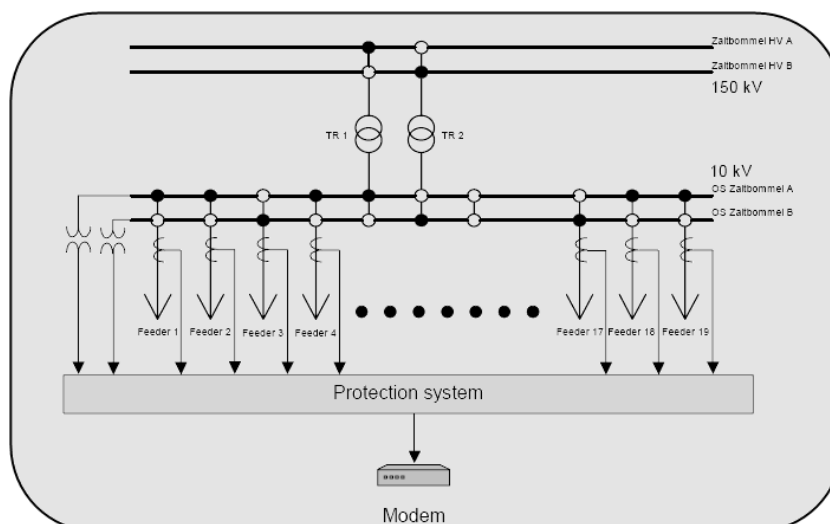 Zaltbommel HV A
Zaltbommel HV B
150 kV
TR 1
TR 2
10 kV
OS Zaltbommel A
OS Zaltbommel B
Feeder 1
Feeder 2
Feeder 3
Feeder 4
Feeder 17
Feeder 18
Feeder 19
Protection system
Modem